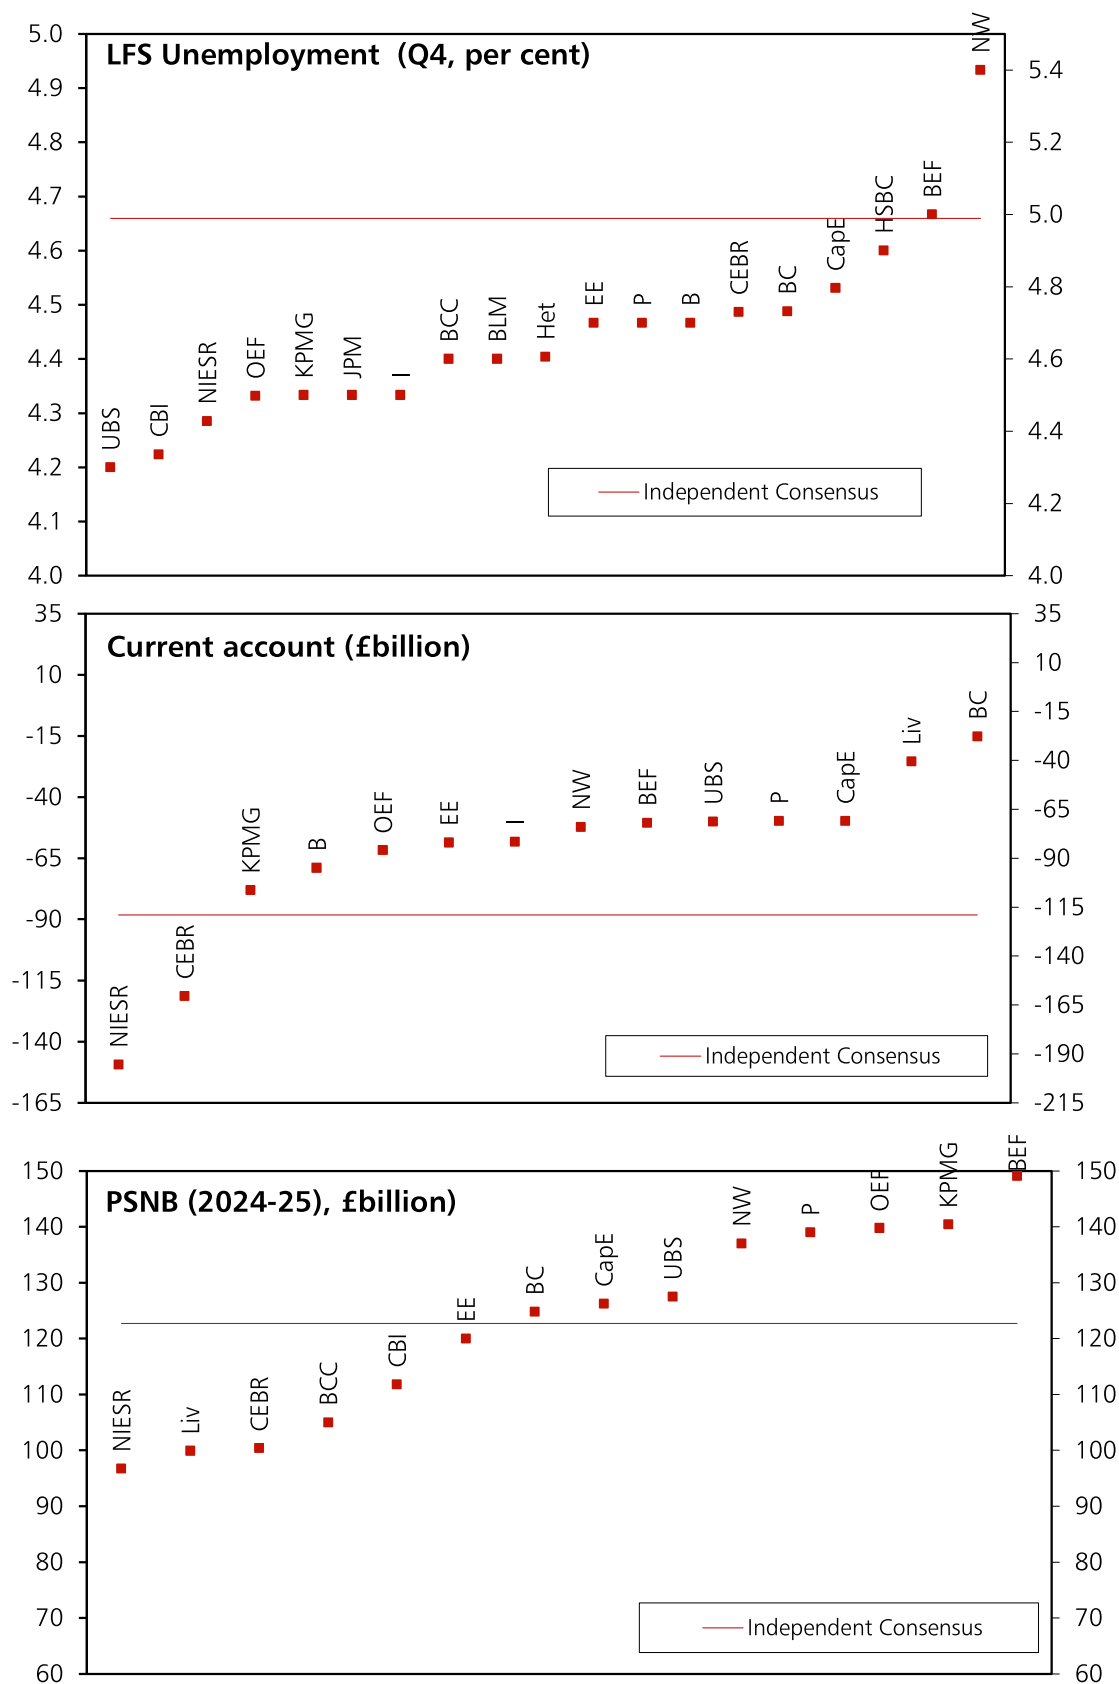 LFS Unemployment (Q4, per cent)
5.0
4.9
4.8
4.7
4.6
4.5
4.4
4.3
4.2
4.1
4.0
UBS
CBI
NIESR
OEF
KPMG
JPM
I
BCC
BLM
Het
EE
P
B
CEBR
BC
CapE
HSBC
BEF
NW
5.4
5.2
5.0
4.8
4.6
4.4
4.2
4.0
Independent Consensus
Current account (£billion)
35
10
-15
-40
-65
-90
-115
-140
-165
NIESR
CEBR
KPMG
B
OEF
EE
I
NW
BEF
UBS
P
CapE
Liv
BC
35
10
-15
-40
-65
-90
-115
-140
-165
-190
-215
Independent Consensus
PSNB (2024-25), £billion)
150
140
130
120
110
100
90
80
70
60
NIESR
Liv
CEBR
BCC
CBI
EE
BC
CapE
UBS
NW
P
OEF
KPMG
BEF
150
140
130
120
110
100
90
80
70
60
Independent Consensus